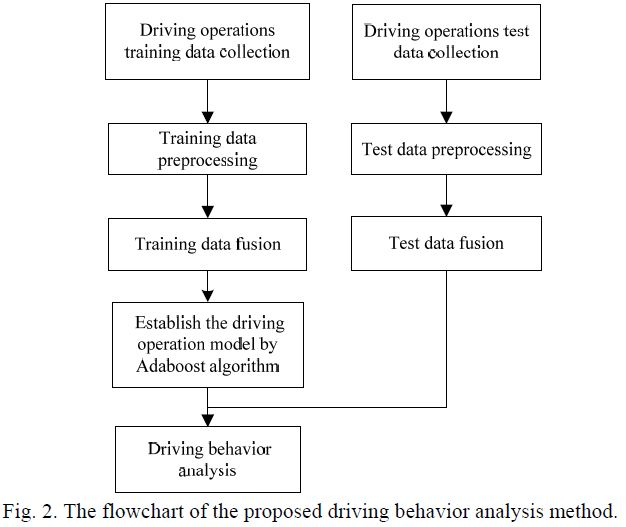 Driving operations
training data collection
Driving operations test
data collection
Training data
preprocessing
Test data preprocessing
Training data fusion
Test data fusion
Establish the driving
operation model by
Adaboost algorithm
Driving behavior
analysis
Fig. 2. The flowchart of the proposed driving behavior analysis method.